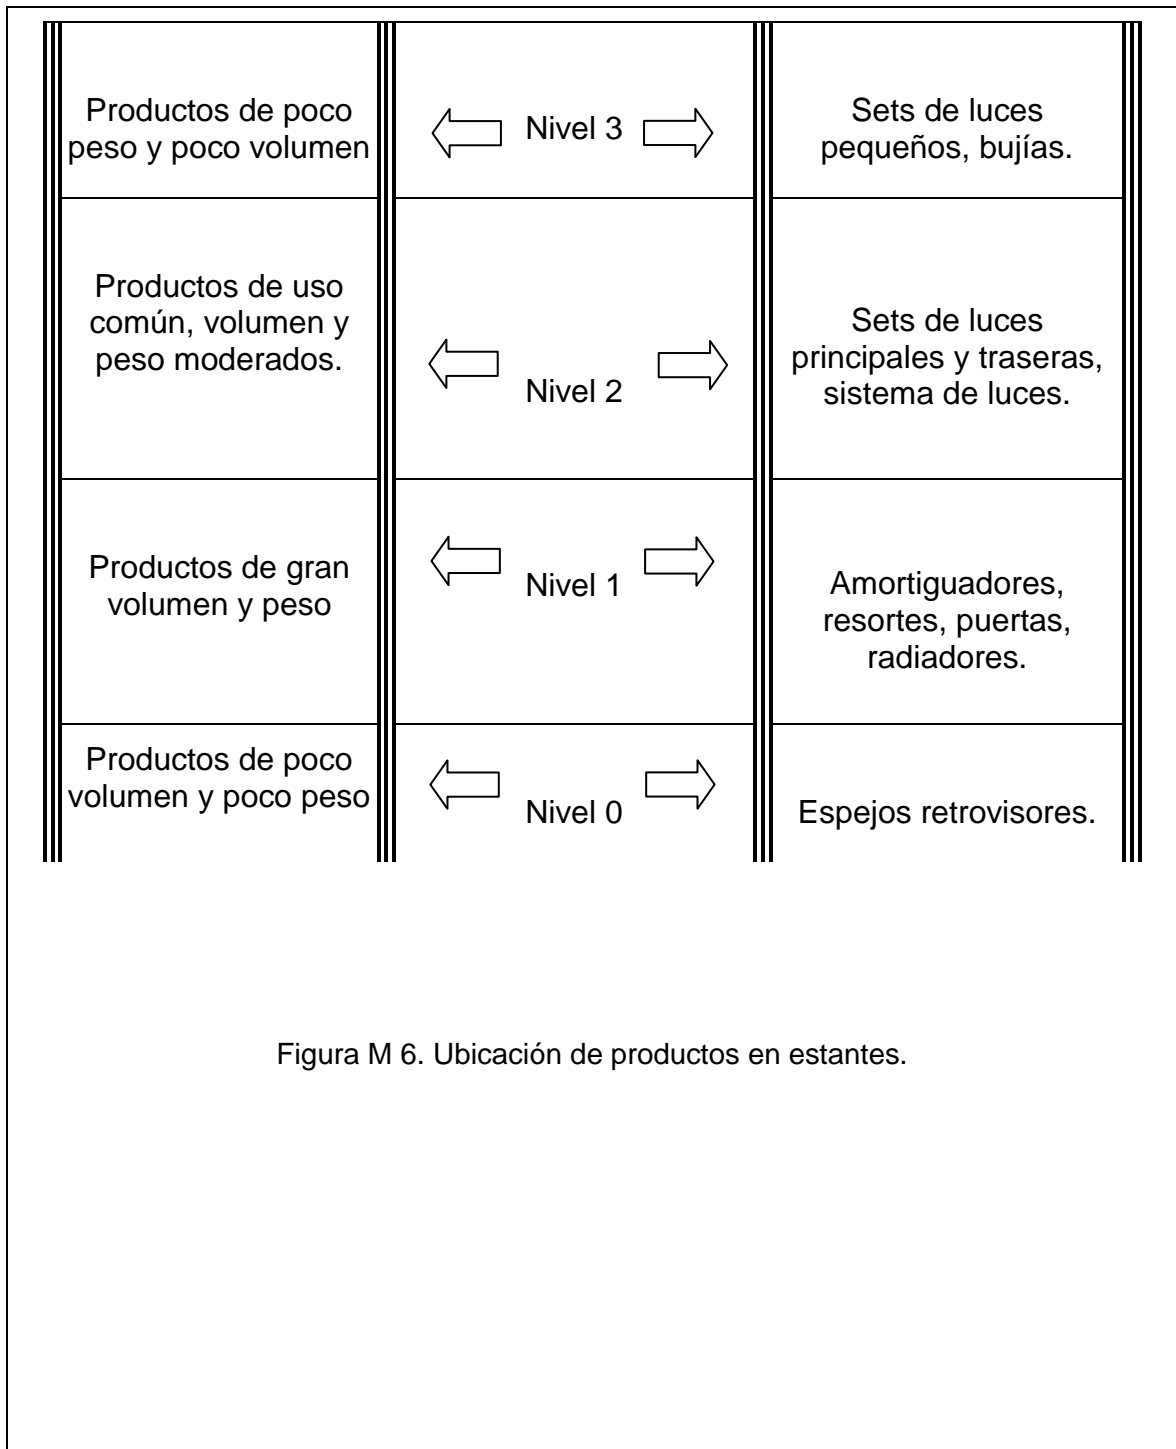 Productos de poco
peso y poco volumen
Nivel 3
Sets de luces
pequeños, bujías.
Productos de uso
común, volumen y
peso moderados.
Nivel 2
Sets de luces
principales y traseras,
sistema de luces.
Productos de gran
volumen y peso
Nivel 1
Amortiguadores,
resortes, puertas,
radiadores.
Productos de poco
volumen y poco peso
Nivel 0
Espejos retrovisores.
Figura M 6. Ubicación de productos en estantes.